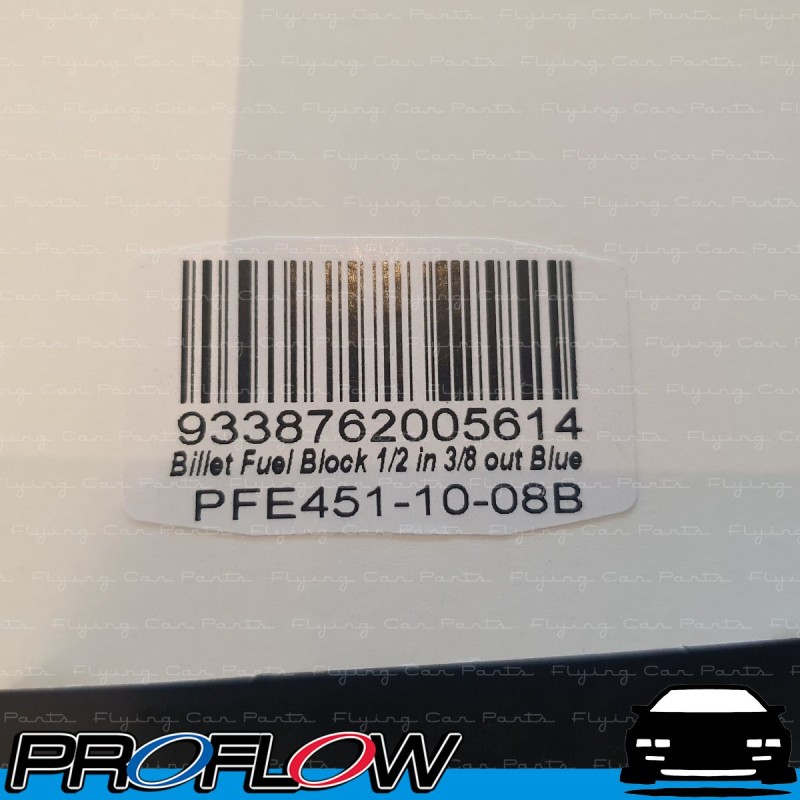 9338762005614
Billet Fuel Block 1/2 in 3/8 out Blue
PFE451-10-08B
Flying Car Parts
PROFLOW